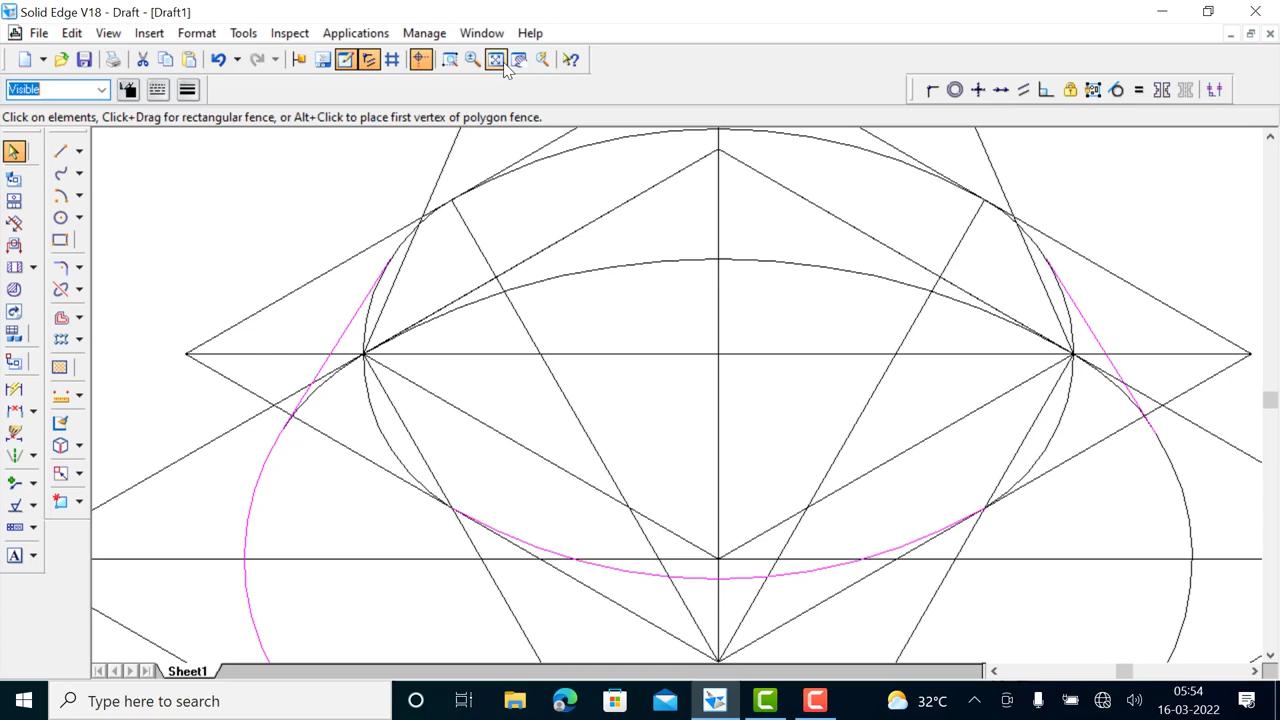 Solid Edge V18 - Draft - [Draft1]
File Edit View Insert Format Tools Inspect Applications Manage Window Help
Visible
Click on elements, Click+Drag for rectangular fence, or Alt+Click to place first vertex of polygon fence.
A
Sheet1
Type here to search
32°C
05:54
16-03-2022